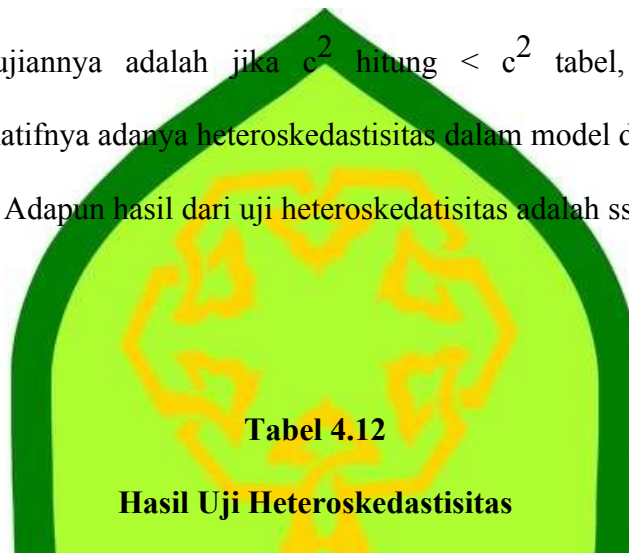 ujiannya adalah jika c² hitung < c² tabel,
atifnya adanya heteroskedastisitas dalam model d
Adapun hasil dari uji heteroskedatisitas adalah ss
Tabel 4.12
Hasil Uji Heteroskedastisitas